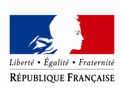 Liberté • Égalité • Fraternité
RÉPUBLIQUE FRANÇAISE